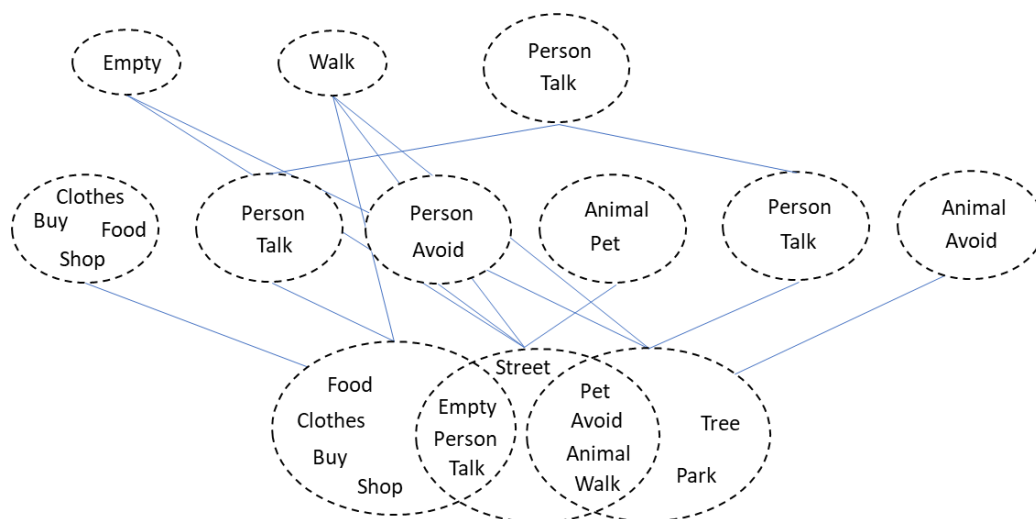 Empty
Walk
Person
Talk
Clothes
Buy
Food
Shop
Person
Talk
Person
Avoid
Animal
Pet
Person
Talk
Animal
Avoid
Food
Clothes
Buy
Shop
Empty
Person
Talk
Street
Pet
Avoid
Animal
Walk
Tree
Park